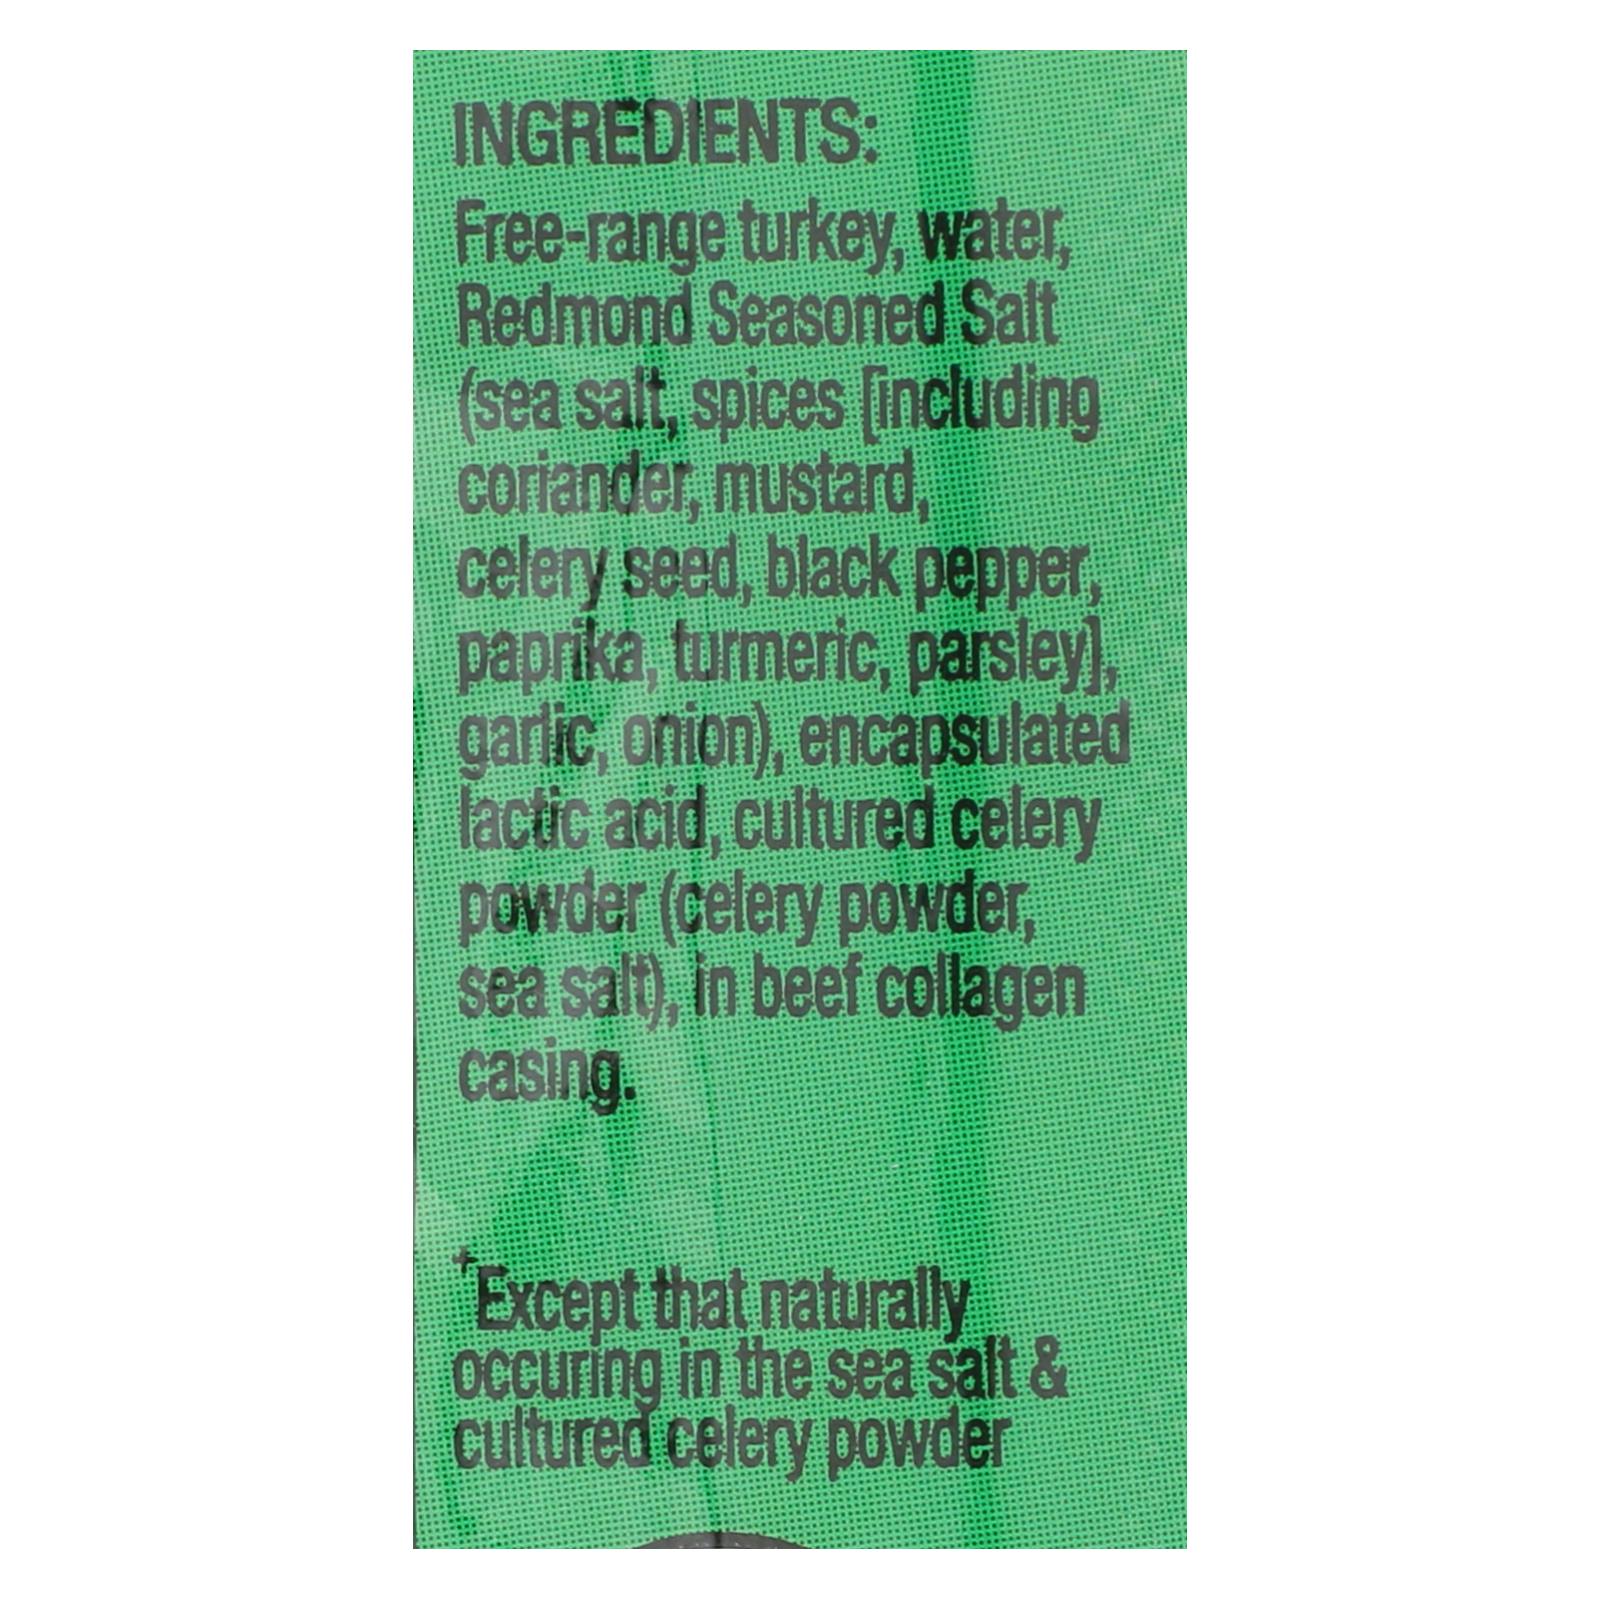 INGREDIENTS:
Free-range turkey, water,
Redmond Seasoned Salt
(sea salt, spices [including
coriander, mustard,
celery seed, black pepper,
paprika, turmeric, parsley],
garlic, onion), encapsulated
lactic acid, cultured celery
powder (celery powder,
sea salt), in beef collagen
casing.
+Except that naturally
occuring in the sea salt &
cultured celery powder